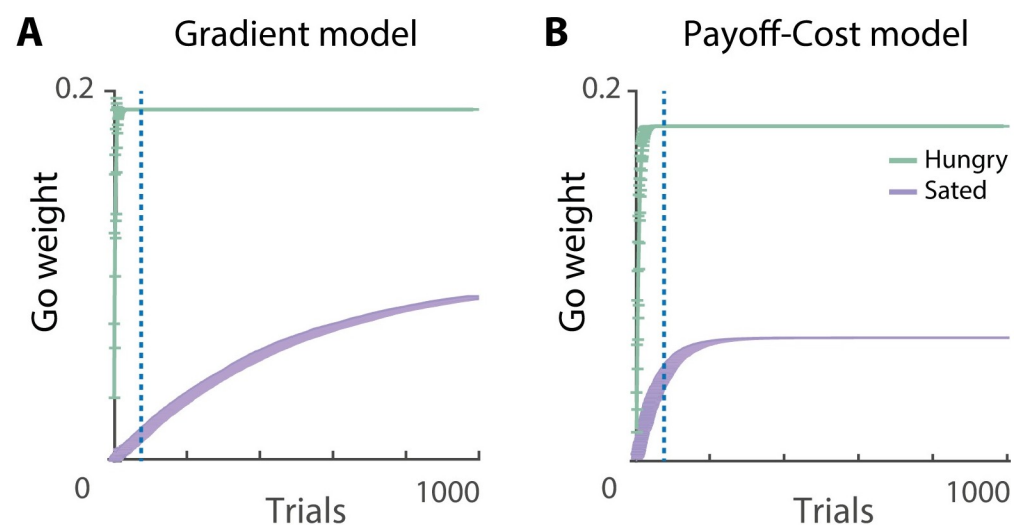 A
Gradient model
0.2
Go weight
0
1000
Trials
B
Payoff-Cost model
0.2
Hungry
Sated
Go weight
0
1000
Trials